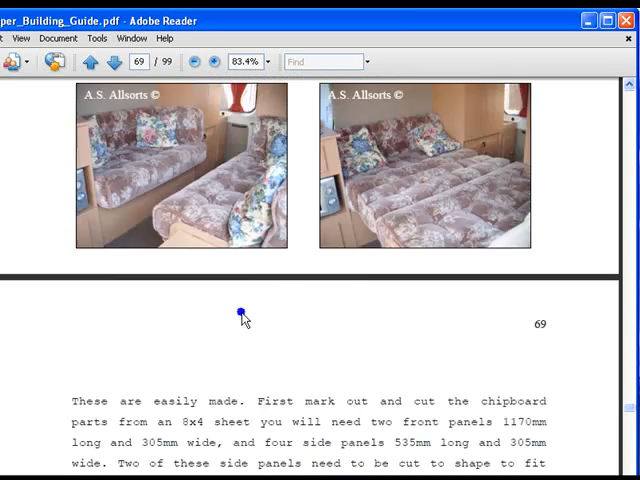 per_Building_Guide.pdf - Adobe Reader
t View Document Tools Window Help
69 / 99 83.4% Find
A.S. Allsorts © A.S. Allsorts ©
69
These are easily made. First mark out and cut the chipboard
parts from an 8x4 sheet you will need two front panels 1170mm
long and 305mm wide, and four side panels 535mm long and 305mm
wide. Two of these side panels need to be cut to shape to fit